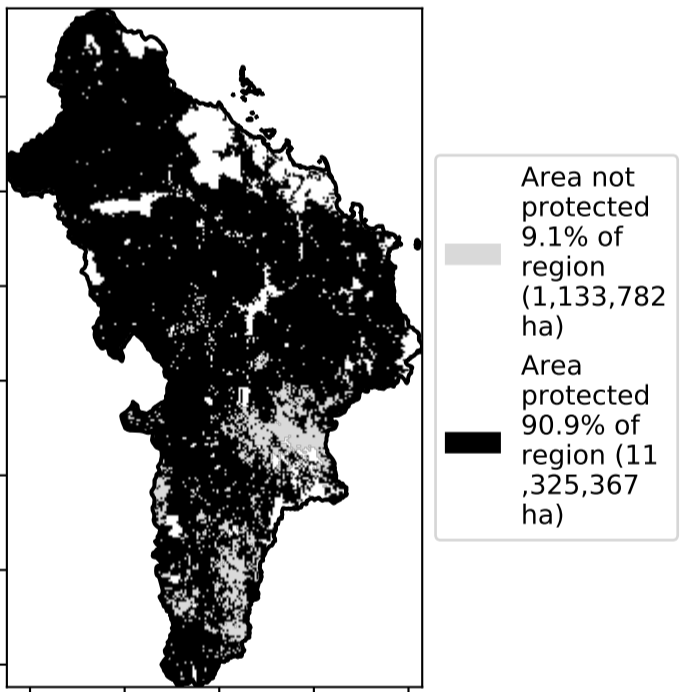 Area not
protected
9.1% of
region
(1,133,782
ha)
Area
protected
90.9% of
region (11
,325,367
ha)